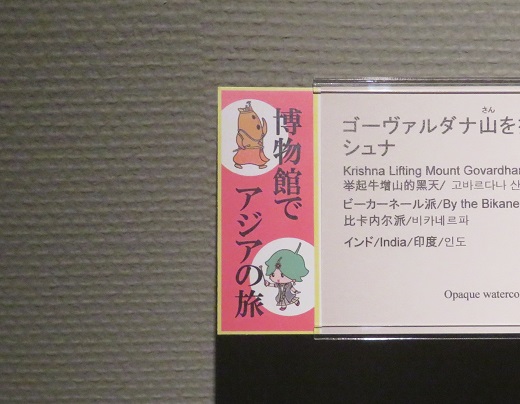 博物館で
アジアの旅
さん
ゴーヴァルダナ山を
シュナ
Krishna Lifting Mount Govardhan
举起牛增山的黑天/ 고바르다나 산
ビーカーネール派/By the Bikane
比卡内尔派/비카네르파
インド/India/印度/인도
Opaque waterco